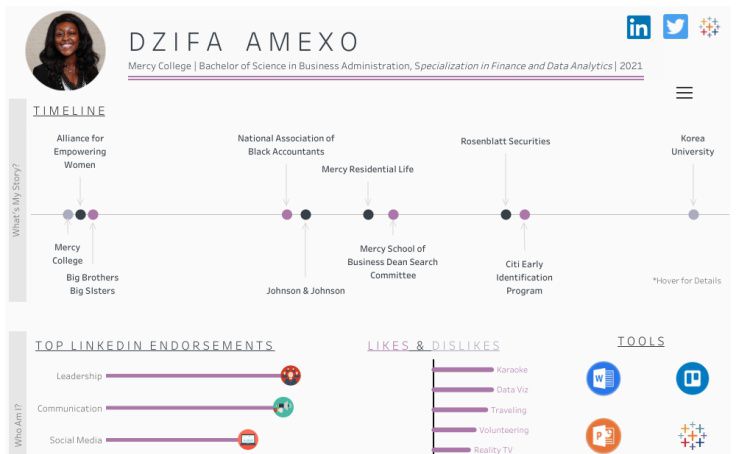 DZIFA AMEXO
Mercy College | Bachelor of Science in Business Administration, Specialization in Finance and Data Analytics | 2021
What's My Story?
TIMELINE
Alliance for
Empowering
Women
National Association of
Black Accountants
Mercy Residential Life
Rosenblatt Securities
Korea
University
Mercy
College
Big Brothers
Big SIsters
Johnson & Johnson
Mercy School of
Business Dean Search
Committee
Citi Early
Identification
Program
*Hover for Details
Who Am I?
TOP LINKEDIN ENDORSEMENTS
Leadership
Communication
Social Media
LIKES & DISLIKES
Karaoke
Data Viz
Traveling
Volunteering
Reality TV
TOOLS
in
W
P